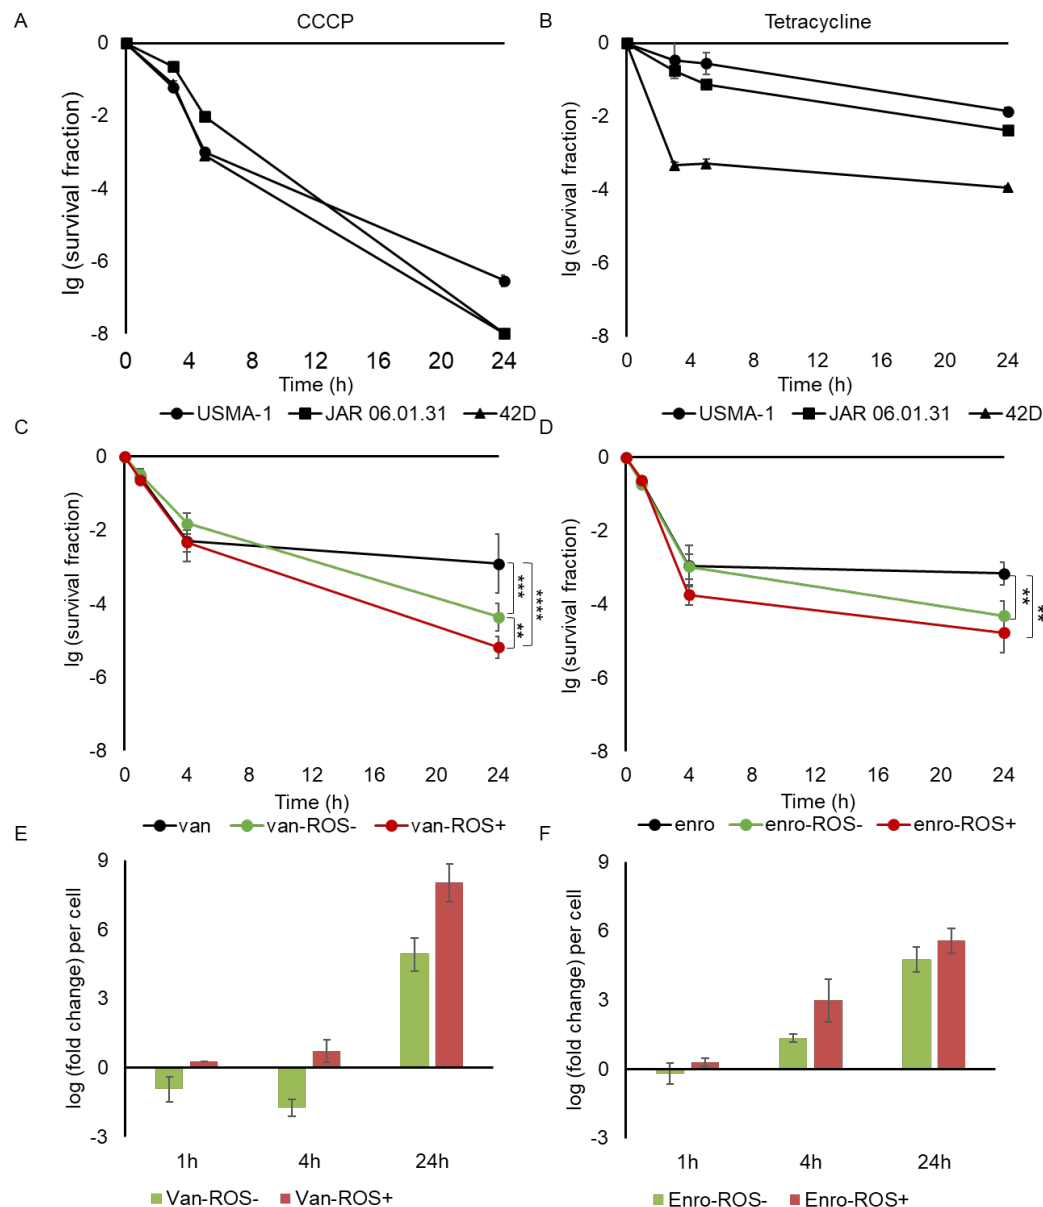 A
CCCP
lg (survival fraction)
0
-2
-4
-6
-8
0 4 8 12 16 20 24
Time (h)
USMA-1 JAR 06.01.31 42D
B
Tetracycline
lg (survival fraction)
0
-2
-4
-6
-8
0 4 8 12 16 20 24
Time (h)
USMA-1 JAR 06.01.31 42D
C
lg (survival fraction)
0
-2
-4
-6
-8
***
****
**
0 4 8 12 16 20 24
Time (h)
van van-ROS- van-ROS+
D
lg (survival fraction)
0
-2
-4
-6
-8
**
**
0 4 8 12 16 20 24
Time (h)
enro enro-ROS- enro-ROS+
E
log (fold change) per cell
9
6
3
0
-3
1h 4h 24h
Van-ROS- Van-ROS+
F
log (fold change) per cell
9
6
3
0
-3
1h 4h 24h
Enro-ROS- Enro-ROS+